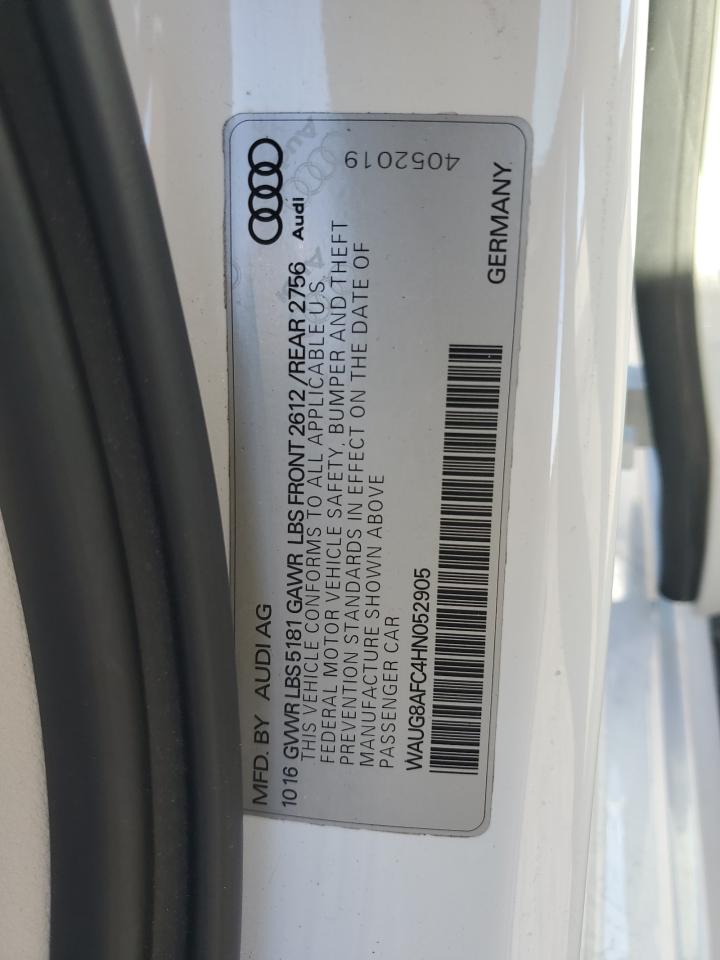 MFD. BY AUDI AG
Audi
10 16 GVWR LBS 5181 GAWR LBS FRONT 2612 /REAR 2756
THIS VEHICLE CONFORMS TO ALL APPLICABLE U.S.
FEDERAL MOTOR VEHICLE SAFETY, BUMPER AND THEFT
PREVENTION STANDARDS IN EFFECT ON THE DATE OF
MANUFACTURE SHOWN ABOVE
PASSENGER CAR
4052019
WAUG8AFC4HN052905
GERMANY